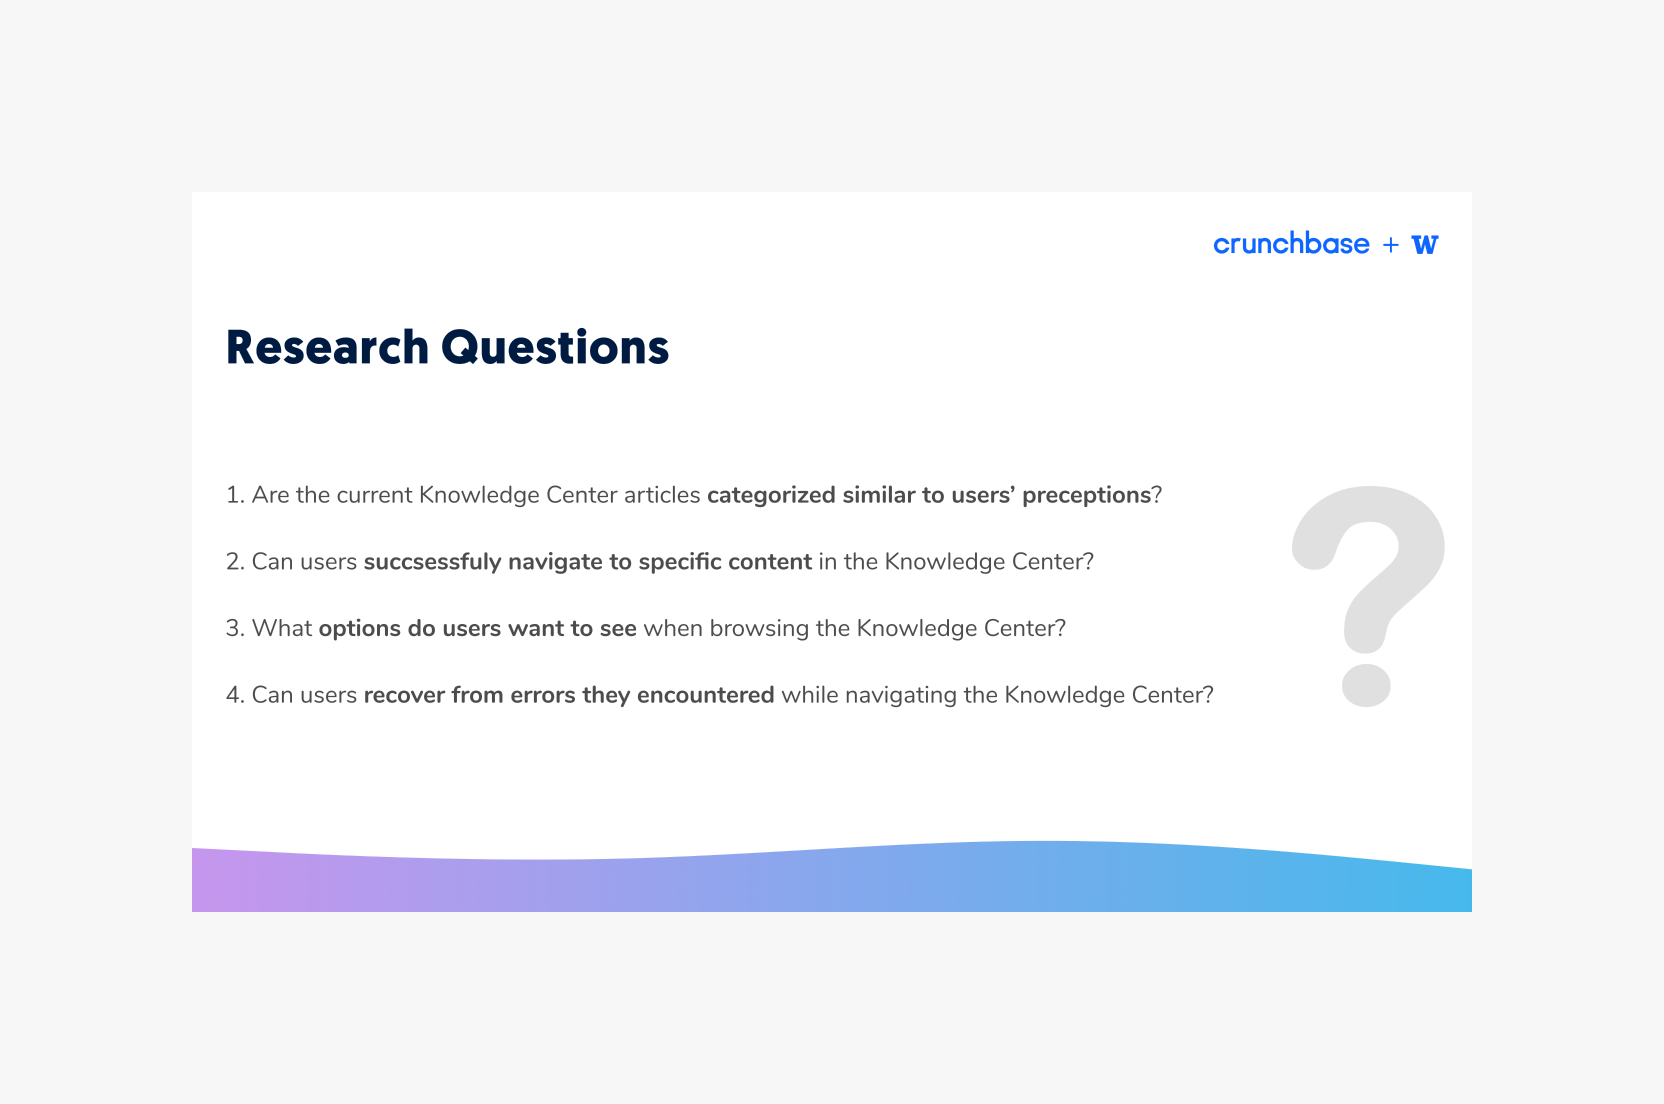 crunchbase + W
Research Questions
1. Are the current Knowledge Center articles categorized similar to users’ preceptions?
2. Can users succsessfuly navigate to specific content in the Knowledge Center?
3. What options do users want to see when browsing the Knowledge Center?
4. Can users recover from errors they encountered while navigating the Knowledge Center?
?